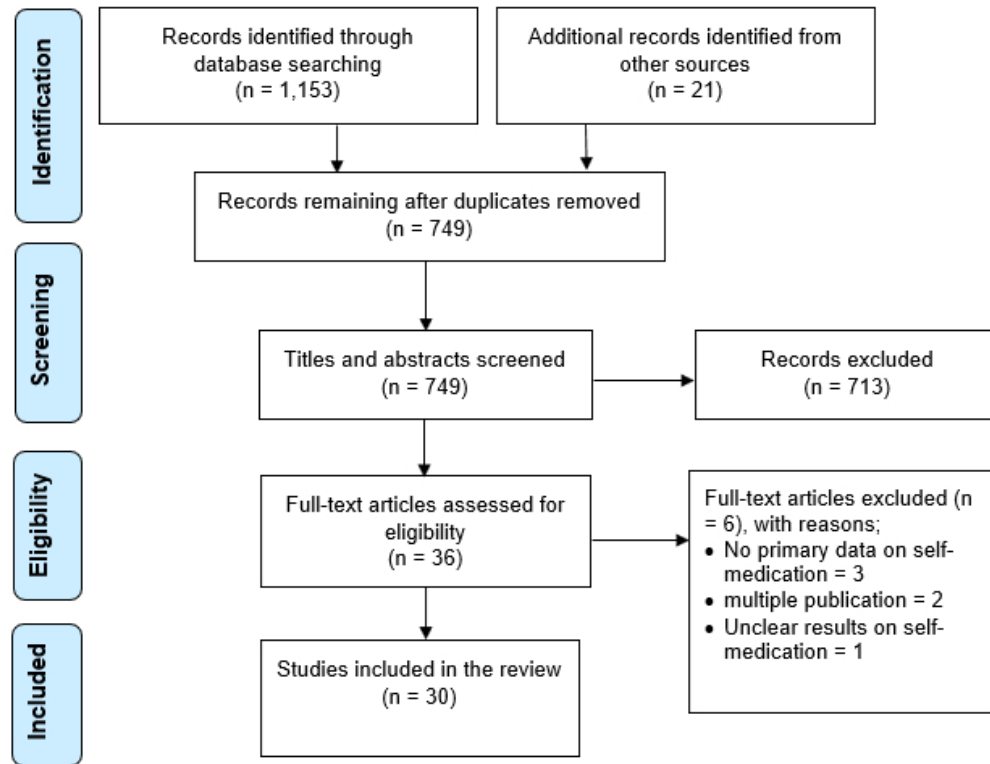 Identification
Records identified through
database searching
(n = 1,153)
Additional records identified from
other sources
(n = 21)
Records remaining after duplicates removed
(n = 749)
Screening
Titles and abstracts screened
(n = 749)
Records excluded
(n = 713)
Eligibility
Full-text articles assessed for
eligibility
(n = 36)
Full-text articles excluded (n
= 6), with reasons;
• No primary data on self-
medication = 3
• multiple publication = 2
• Unclear results on self-
medication = 1
Included
Studies included in the review
(n = 30)